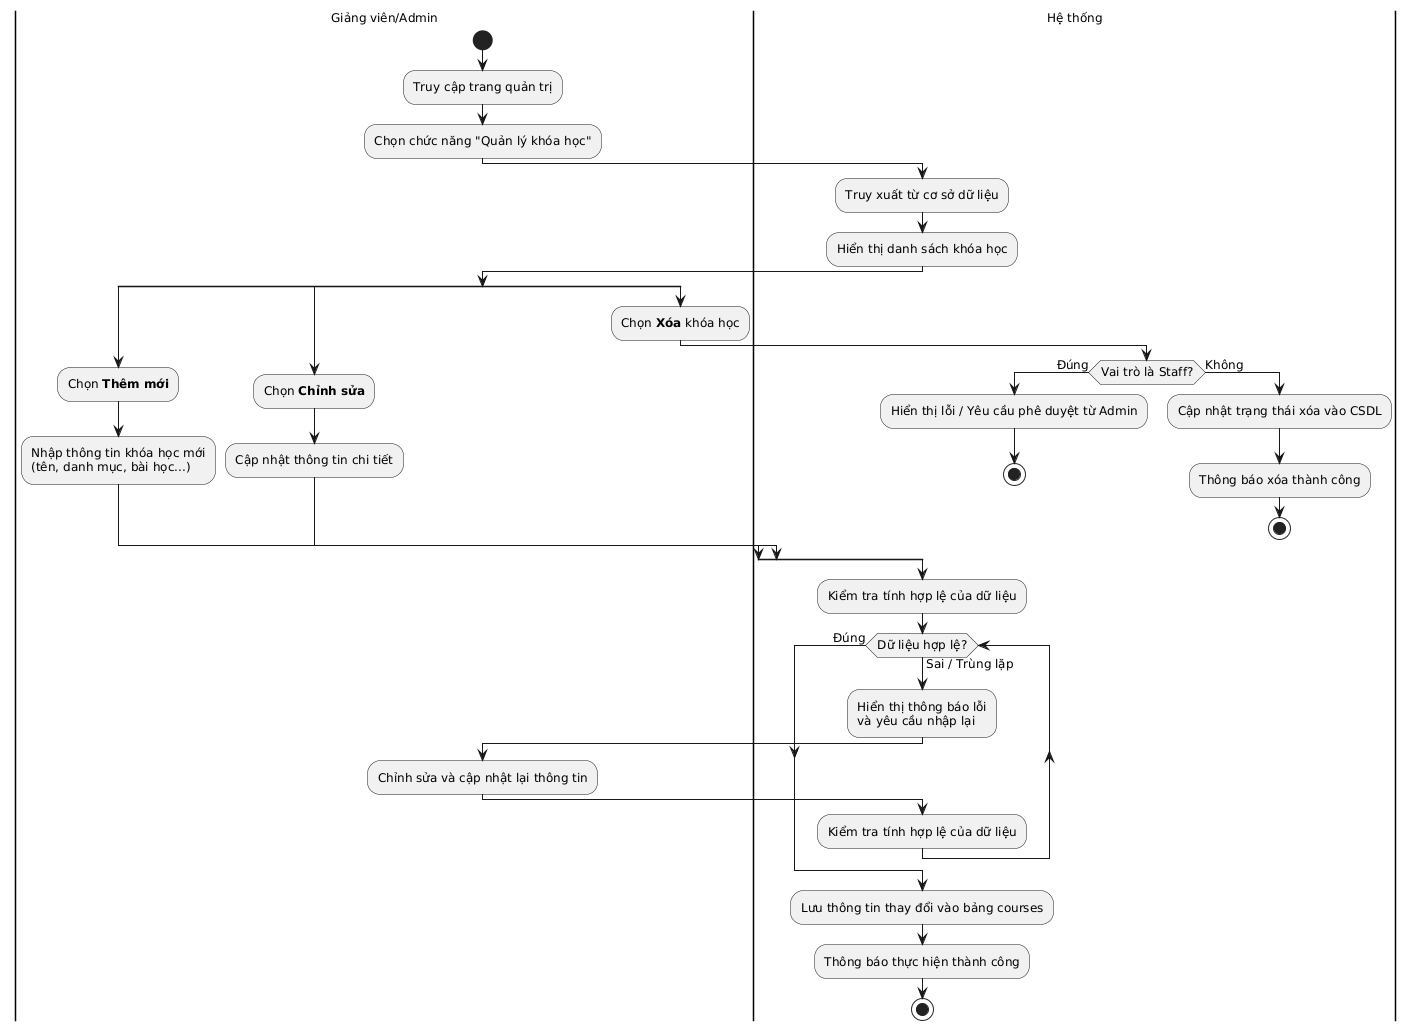 Giảng viên/Admin
Hệ thống
Truy cập trang quản trị
Chọn chức năng "Quản lý khóa học"
Truy xuất từ cơ sở dữ liệu
Hiển thị danh sách khóa học
Chọn Xóa khóa học
Đúng
Vai trò là Staff?
Không
Chọn Thêm mới
Chọn Chỉnh sửa
Hiển thị lỗi / Yêu cầu phê duyệt từ Admin
Cập nhật trạng thái xóa vào CSDL
Nhập thông tin khóa học mới
(tên, danh mục, bài học...)
Cập nhật thông tin chi tiết
Thông báo xóa thành công
Kiểm tra tính hợp lệ của dữ liệu
Đúng
Dữ liệu hợp lệ?
Sai / Trùng lặp
Hiển thị thông báo lỗi
và yêu cầu nhập lại
Chỉnh sửa và cập nhật lại thông tin
Kiểm tra tính hợp lệ của dữ liệu
Lưu thông tin thay đổi vào bảng courses
Thông báo thực hiện thành công